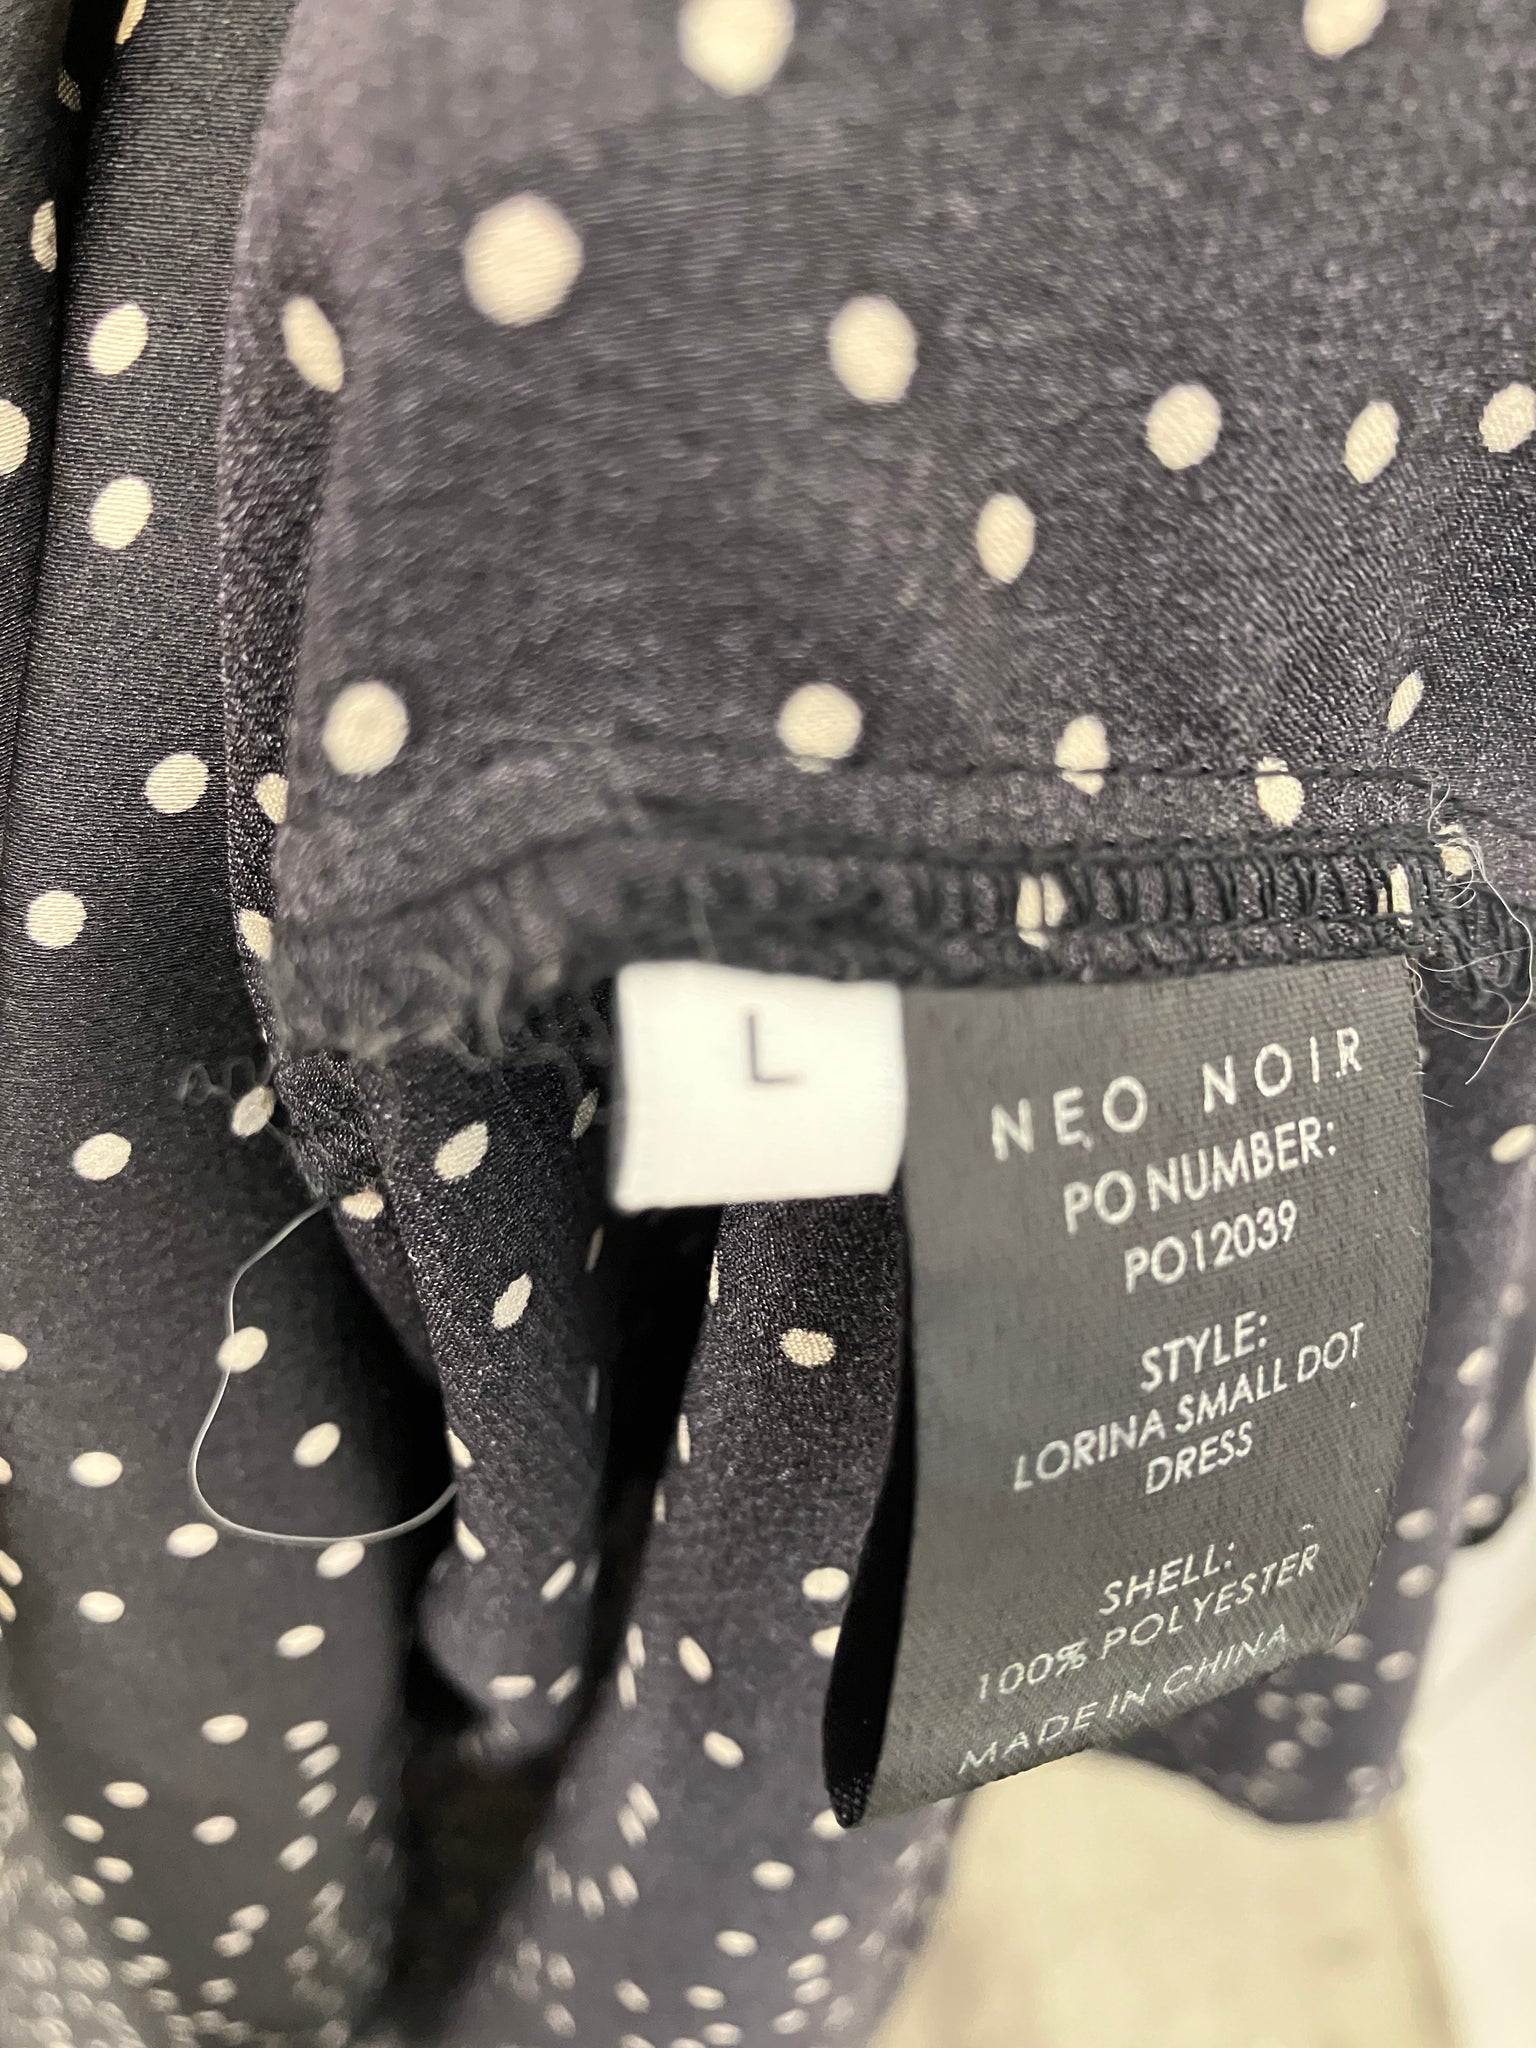 L
NEO NOIR
PO NUMBER:
PO12039
STYLE:
LORINA SMALL DOT
DRESS
SHELL:
100% POLYESTER
MADE IN CHINA